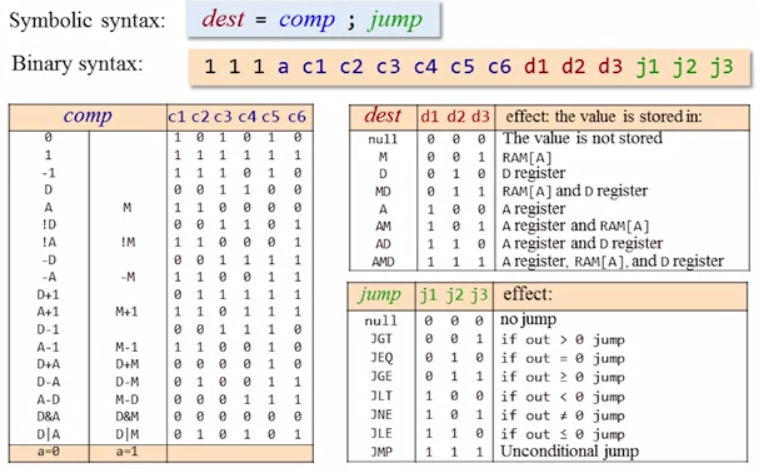 Symbolic syntax: dest = comp ; jump
Binary syntax: 1 1 1 a c1 c2 c3 c4 c5 c6 d1 d2 d3 j1 j2 j3
comp c1 c2 c3 c4 c5 c6
0 1 0 1 0 1 0
1 1 1 1 1 1 1
-1 1 1 1 0 1 0
D 0 0 1 1 0 0
A M 1 1 0 0 0 0
!D 0 0 1 1 0 1
!A !M 1 1 0 0 0 1
-D 0 0 1 1 1 1
-A -M 1 1 0 0 1 1
D+1 0 1 1 1 1 1
A+1 M+1 1 1 0 1 1 1
D-1 0 0 1 1 1 0
A-1 M-1 1 1 0 0 1 0
D+A D+M 0 0 0 0 1 0
D-A D-M 0 1 0 0 1 1
A-D M-D 0 0 0 1 1 1
D&A D&M 0 0 0 0 0 0
D|A D|M 0 1 0 1 0 1
a=0 a=1
dest d1 d2 d3 effect: the value is stored in:
null 0 0 0 The value is not stored
M 0 0 1 RAM[A]
D 0 1 0 D register
MD 0 1 1 RAM[A] and D register
A 1 0 0 A register
AM 1 0 1 A register and RAM[A]
AD 1 1 0 A register and D register
AMD 1 1 1 A register, RAM[A], and D register
jump j1 j2 j3 effect:
null 0 0 0 no jump
JGT 0 0 1 if out > 0 jump
JEQ 0 1 0 if out = 0 jump
JGE 0 1 1 if out ≥ 0 jump
JLT 1 0 0 if out < 0 jump
JNE 1 0 1 if out ≠ 0 jump
JLE 1 1 0 if out ≤ 0 jump
JMP 1 1 1 Unconditional jump